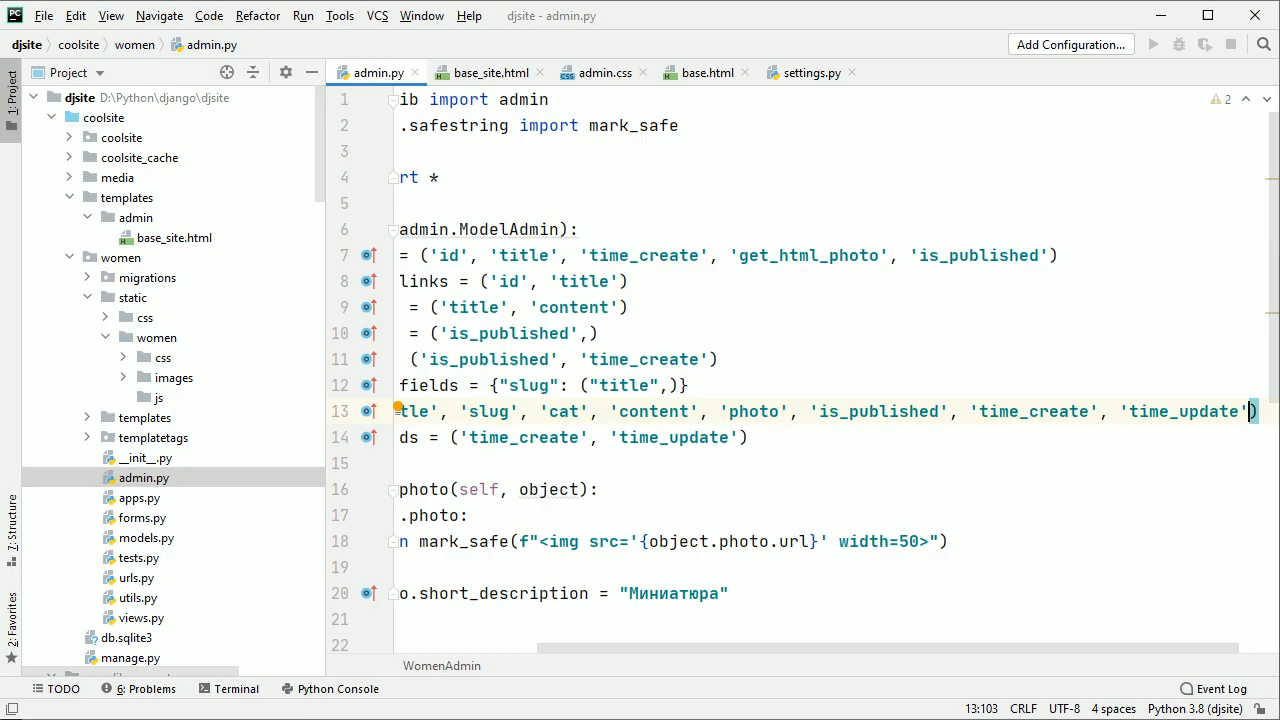 PC File Edit View Navigate Code Refactor Run Tools VCS Window Help djsite - admin.py
djsite coolsite women admin.py Add Configuration...
Project
admin.py base_site.html admin.css base.html settings.py
1: Project
7: Structure
2: Favorites
djsite D:\Python\django\djsite
coolsite
coolsite
coolsite_cache
media
templates
admin
base_site.html
women
migrations
static
css
women
css
images
js
templates
templatetags
__init__.py
admin.py
apps.py
forms.py
models.py
tests.py
urls.py
utils.py
views.py
db.sqlite3
manage.py
2
1 ib import admin
2 .safestring import mark_safe
3
4 rt *
5
6 admin.ModelAdmin):
7 = ('id', 'title', 'time_create', 'get_html_photo', 'is_published')
8 links = ('id', 'title')
9 = ('title', 'content')
10 = ('is_published',)
11 ('is_published', 'time_create')
12 fields = {"slug": ("title",)}
13 tle', 'slug', 'cat', 'content', 'photo', 'is_published', 'time_create', 'time_update')
14 ds = ('time_create', 'time_update')
15
16 photo(self, object):
17 .photo:
18 n mark_safe(f"<img src='{object.photo.url}' width=50>")
19
20 o.short_description = "Миниатюра"
21
22
WomenAdmin
TODO 6: Problems Terminal Python Console Event Log
13:103 CRLF UTF-8 4 spaces Python 3.8 (djsite)